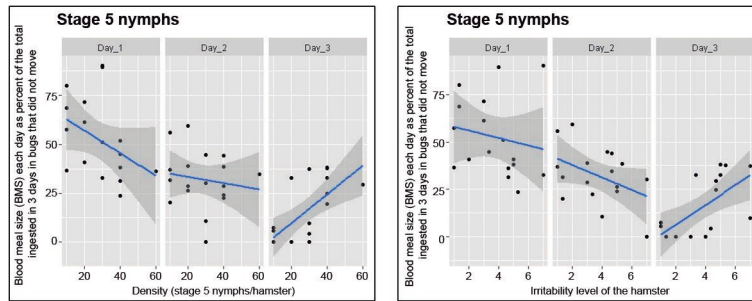 Stage 5 nymphs
Blood meal size (BMS) each day as percent of the total
ingested in 3 days in bugs that did not move
Day_1
Day_2
Day_3
75
50
25
0
20
40
60
20
40
60
20
40
60
Density (stage 5 nymphs/hamster)
Stage 5 nymphs
Blood meal size (BMS) each day as percent of the total
ingested in 3 days in bugs that did not move
Day_1
Day_2
Day_3
75
50
25
0
2
4
6
2
4
6
2
4
6
Irritability level of the hamster